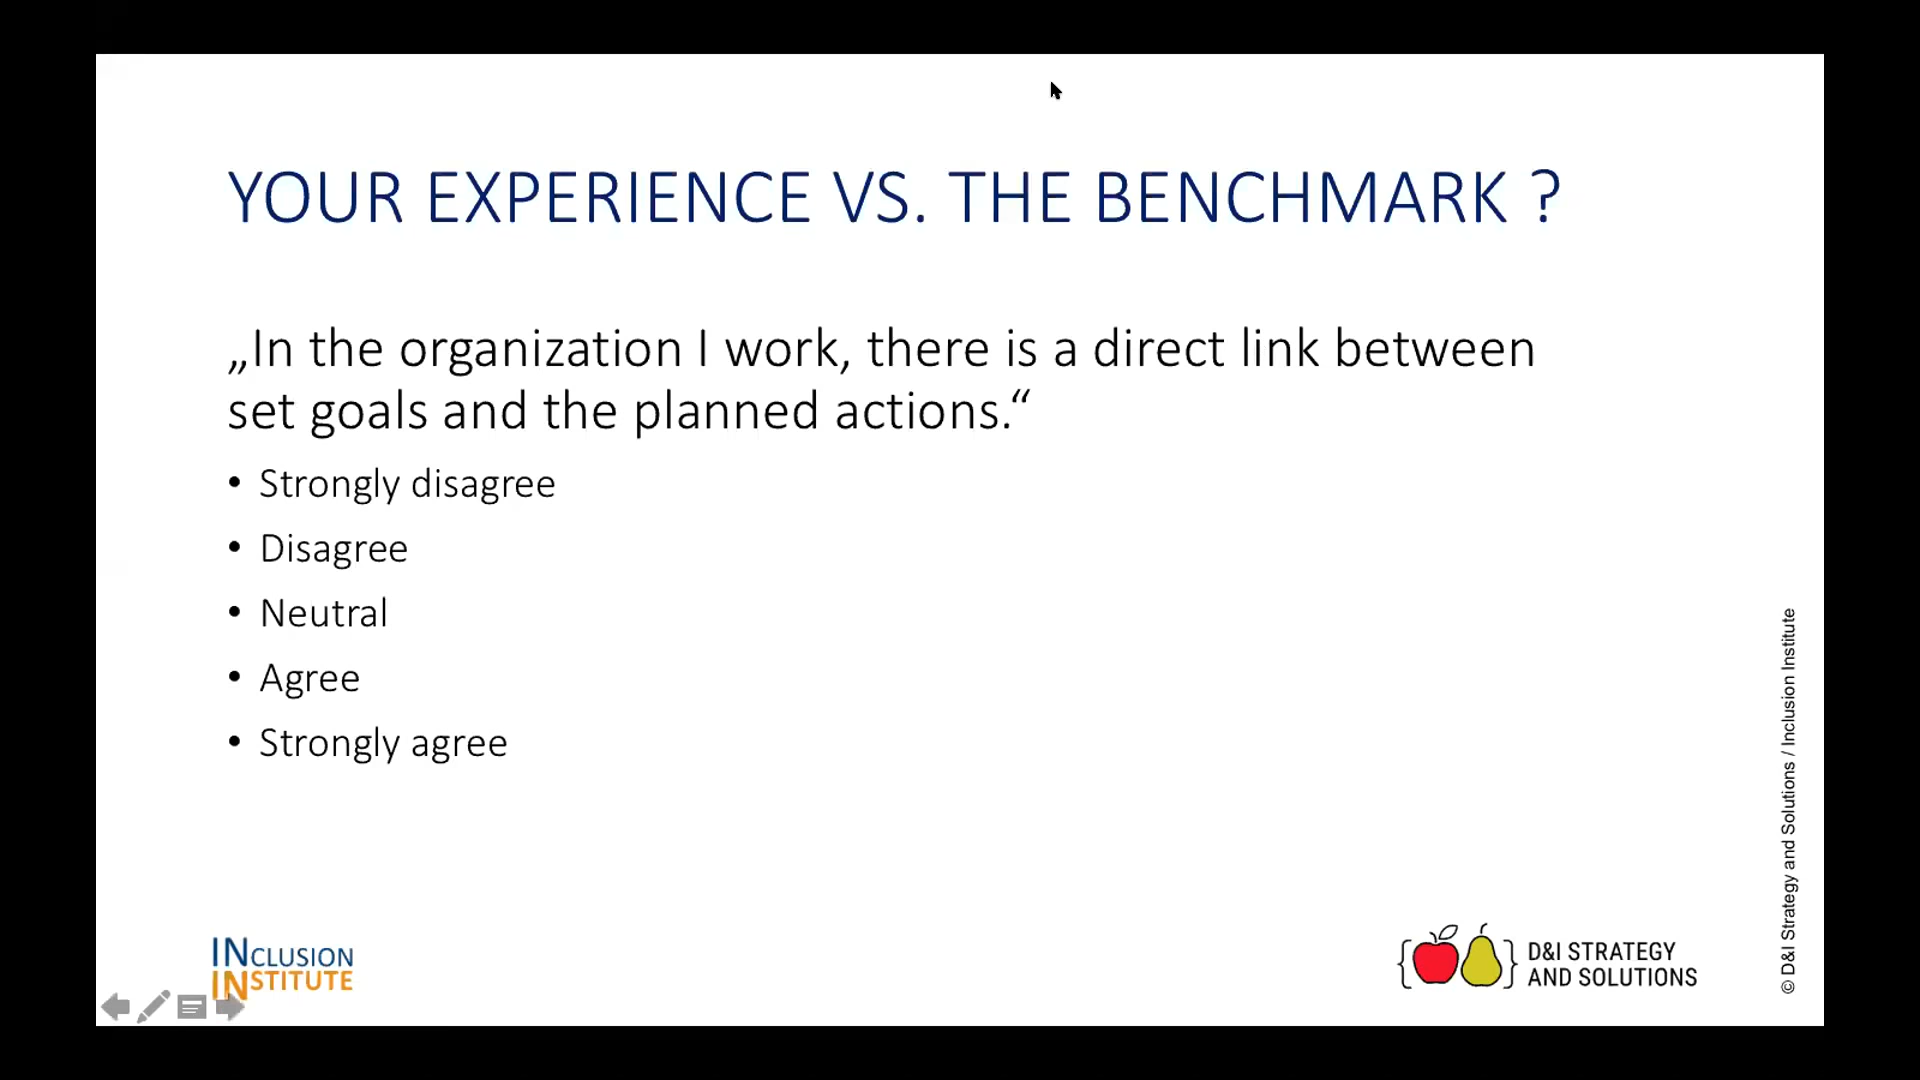 YOUR EXPERIENCE VS. THE BENCHMARK ?
„In the organization I work, there is a direct link between
set goals and the planned actions.“
• Strongly disagree
• Disagree
• Neutral
• Agree
• Strongly agree
INCLUSION
INSTITUTE
D&I STRATEGY
AND SOLUTIONS
© D&I Strategy and Solutions / Inclusion Institute